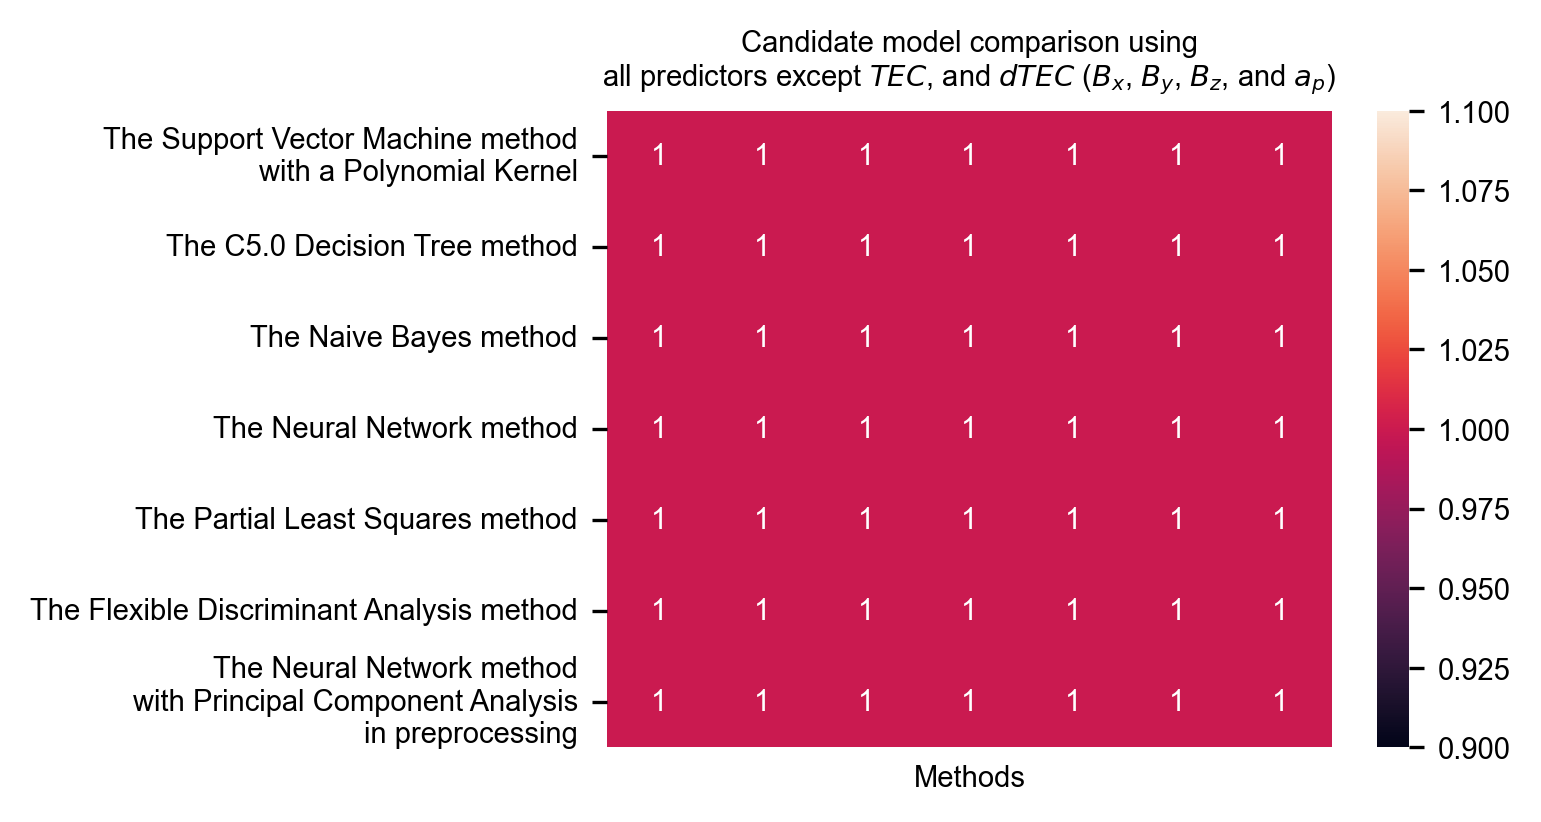 Candidate model comparison using
all predictors except TEC, and dTEC (Bx, By, Bz, and ap)
The Support Vector Machine method
with a Polynomial Kernel
1 1 1 1 1 1 1
The C5.0 Decision Tree method
1 1 1 1 1 1 1
The Naive Bayes method
1 1 1 1 1 1 1
The Neural Network method
1 1 1 1 1 1 1
The Partial Least Squares method
1 1 1 1 1 1 1
The Flexible Discriminant Analysis method
1 1 1 1 1 1 1
The Neural Network method
with Principal Component Analysis
in preprocessing
1 1 1 1 1 1 1
Methods
1.100
1.075
1.050
1.025
1.000
0.975
0.950
0.925
0.900